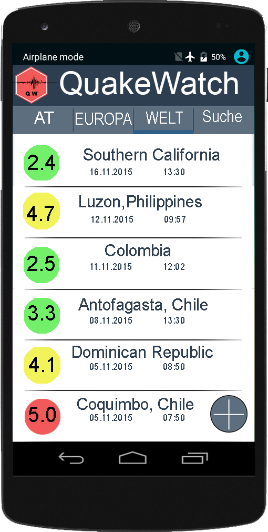 Airplane mode
50%
GW
QuakeWatch
AT EUROPA WELT Suche
2.4 Southern California
16.11.2015 13:30
4.7 Luzon,Philippines
12.11.2015 09:57
2.5 Colombia
11.11.2015 12:02
3.3 Antofagasta, Chile
08.11.2015 13:30
4.1 Dominican Republic
05.11.2015 08:50
5.0 Coquimbo, Chile
05.11.2015 07:50